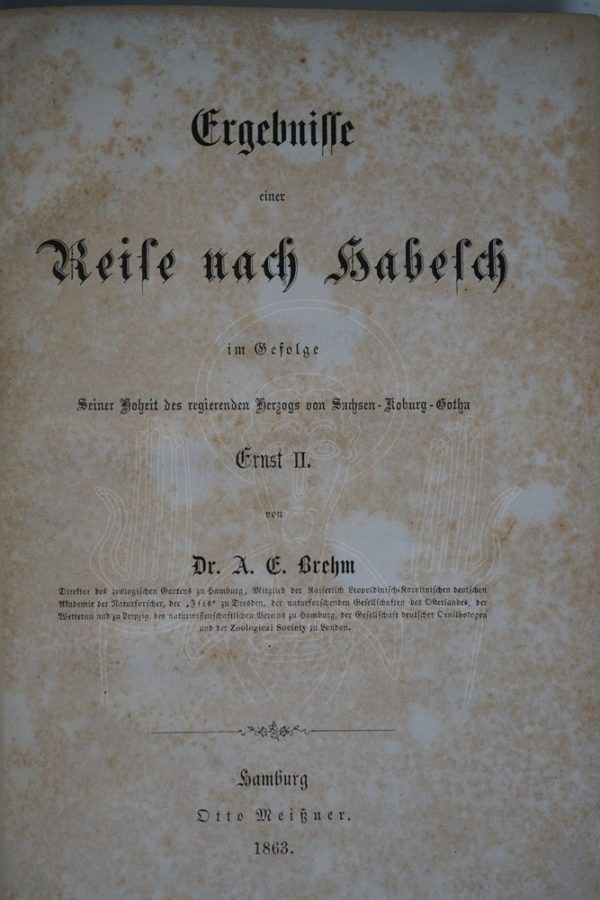 Ergebnisse
einer
Reise nach Habesch
im Gefolge
Seiner Hoheit des regierenden Herzogs von Sachsen-Koburg-Gotha
Ernst II.
von
Dr. A. E. Brehm
Direktor des zoologischen Gartens zu Hamburg, Mitglied der Kaiserlich Leopoldinisch-Karolinischen deutschen
Akademie der Naturforscher, der „Isis“ zu Dresden, der naturforschenden Gesellschaften des Osterlandes, der
Wetterau und zu Leipzig, des naturwissenschaftlichen Vereins zu Hamburg, der Gesellschaft deutscher Ornithologen
und der Zoological Society zu London.
Hamburg
Otto Meißner.
1863.